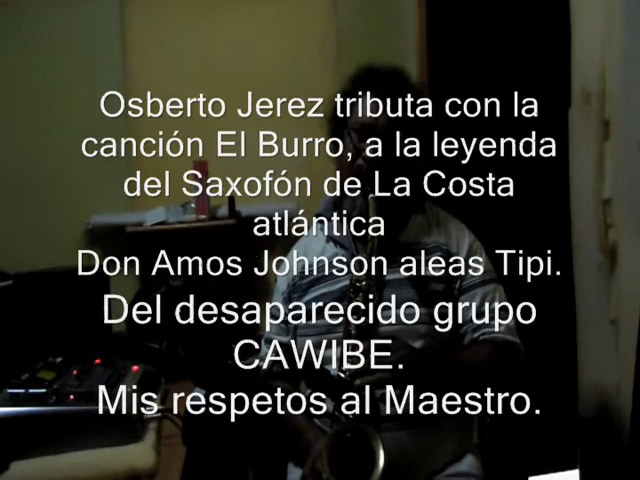 Osberto Jerez tributa con la
canción El Burro, a la leyenda
del Saxofón de La Costa
atlántica
Don Amos Johnson aleas Tipi.
Del desaparecido grupo
CAWIBE.
Mis respetos al Maestro.